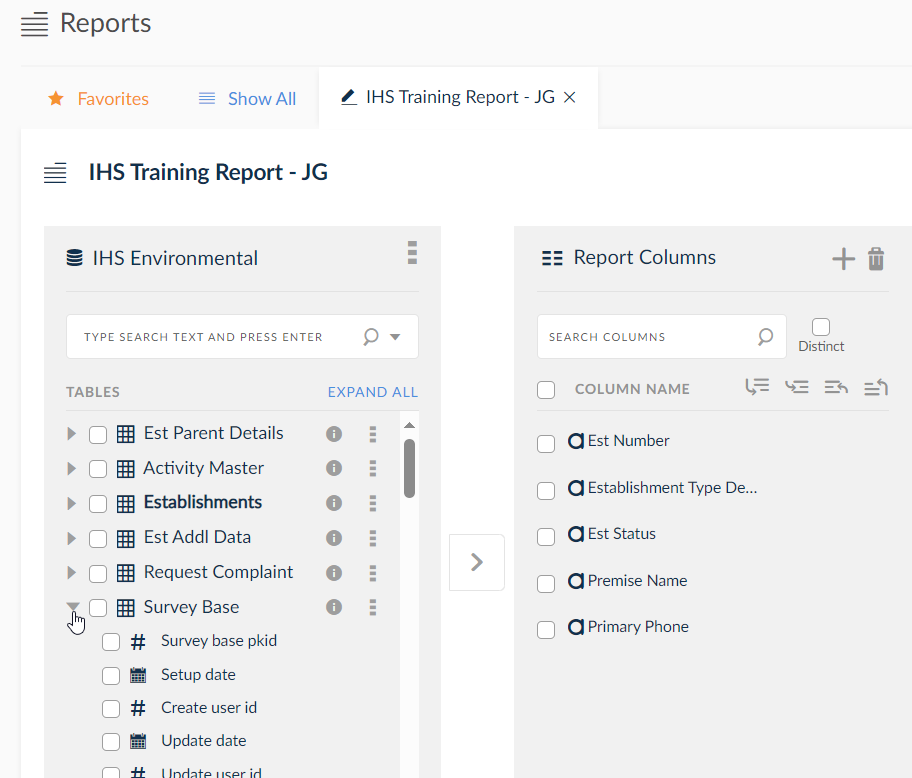 Reports
Favorites
Show All
IHS Training Report - JG
IHS Training Report - JG
IHS Environmental
TYPE SEARCH TEXT AND PRESS ENTER
TABLES
EXPAND ALL
Est Parent Details
Activity Master
Establishments
Est Addl Data
Request Complaint
Survey Base
Survey base pkid
Setup date
Create user id
Update date
Update user id
Report Columns
SEARCH COLUMNS
Distinct
COLUMN NAME
Est Number
Establishment Type De...
Est Status
Premise Name
Primary Phone